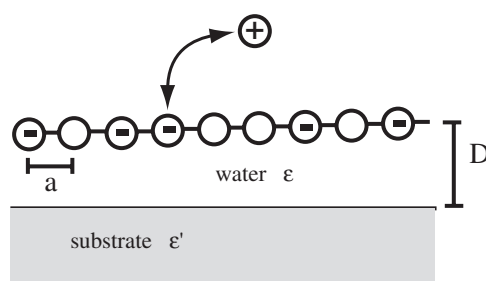 +
- - - - -
a
D
water ε
substrate ε'